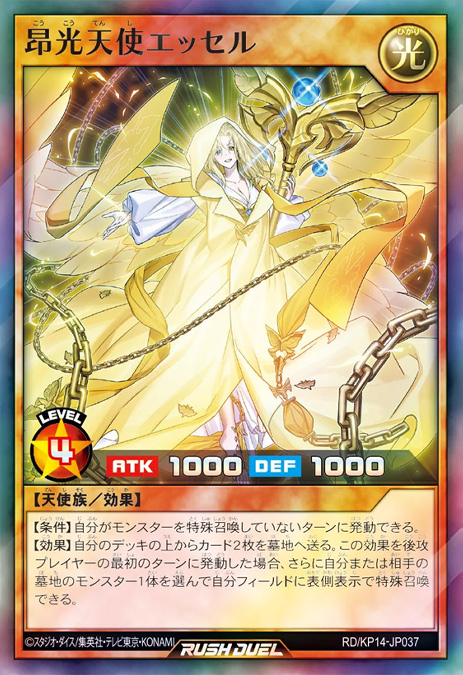 こうこうてんし
昴光天使エッセル
ひかり
光
LEVEL
4
ATK 1000 DEF 1000
【天使族／効果】
【条件】自分がモンスターを特殊召喚していないターンに発動できる。
【効果】自分のデッキの上からカード2枚を墓地へ送る。この効果を後攻
プレイヤーの最初のターンに発動した場合、さらに自分または相手の
墓地のモンスター1体を選んで自分フィールドに表側表示で特殊召喚
できる。
©スタジオ・ダイス/集英社・テレビ東京・KONAMI
RUSH DUEL
RD/KP14-JP037